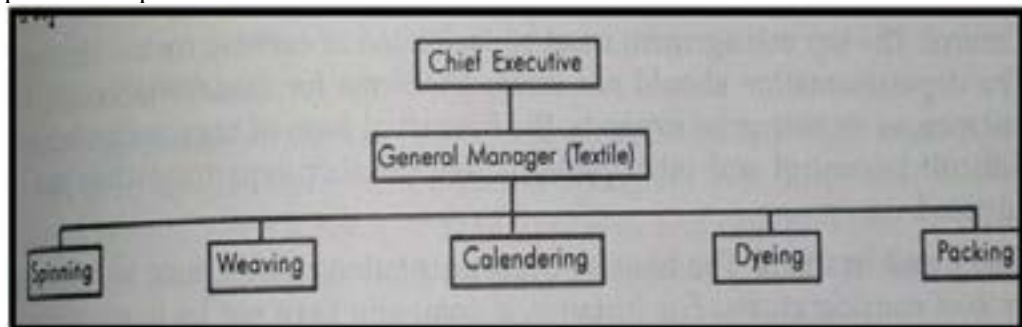 Chief Executive
General Manager (Textile)
Spinning
Weaving
Calendering
Dyeing
Packing